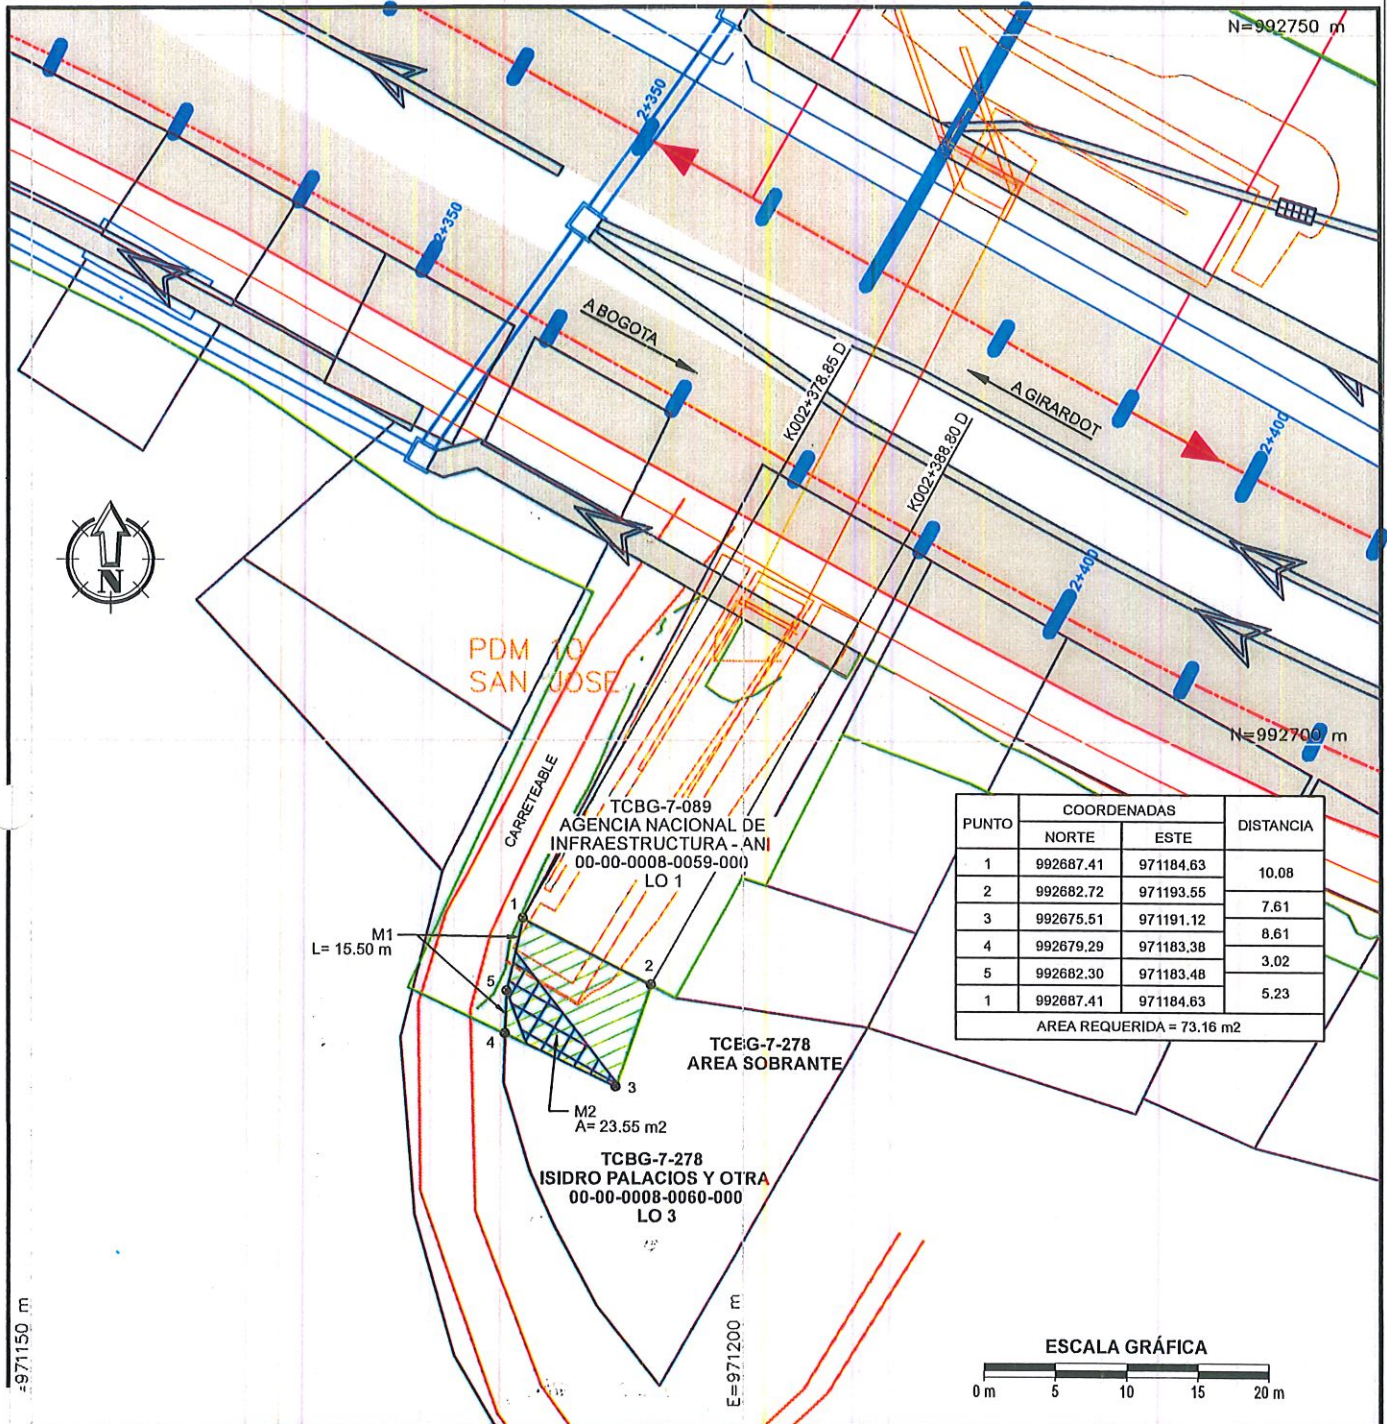 N=992750 m
2+350
2+350
A BOGOTA
A GIRARDOT
K002+378.85 D
K002+388.80 D
2+400
2+400
N
PDM 10
SAN JOSE
N=992700 m
CARRETEABLE
TCBG-7-089
AGENCIA NACIONAL DE
INFRAESTRUCTURA - ANI
00-00-0008-0059-000
LO 1
PUNTO COORDENADAS DISTANCIA
NORTE ESTE
1 992687.41 971184.63
10.08
2 992682.72 971193.55
7.61
3 992675.51 971191.12
8.61
4 992679.29 971183.38
3.02
5 992682.30 971183.48
5.23
1 992687.41 971184.63
AREA REQUERIDA = 73.16 m2
1
M1
L= 15.50 m
2
5
4
3
TCBG-7-278
AREA SOBRANTE
M2
A= 23.55 m2
TCBG-7-278
ISIDRO PALACIOS Y OTRA
00-00-0008-0060-000
LO 3
=971150 m
E=971200 m
ESCALA GRÁFICA
0 m 5 10 15 20 m